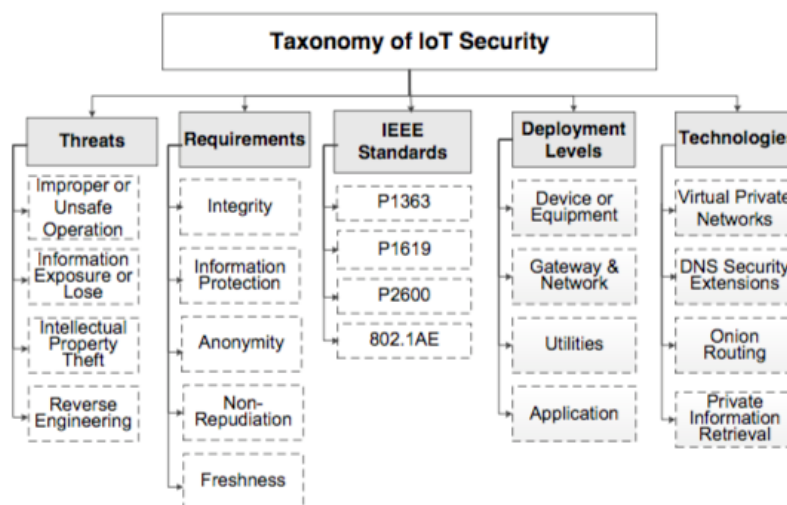 Taxonomy of IoT Security
Threats
Improper or
Unsafe
Operation
Information
Exposure or
Lose
Intellectual
Property
Theft
Reverse
Engineering
Requirements
Integrity
Information
Protection
Anonymity
Non-
Repudiation
Freshness
IEEE
Standards
P1363
P1619
P2600
802.1AE
Deployment
Levels
Device or
Equipment
Gateway &
Network
Utilities
Application
Technologies
Virtual Private
Networks
DNS Security
Extensions
Onion
Routing
Private
Information
Retrieval